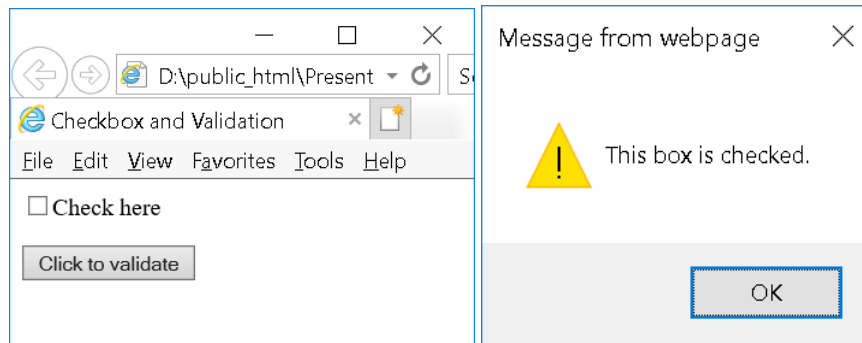 D:\public_html\Present
Checkbox and Validation
File Edit View Favorites Tools Help
Check here
Click to validate
Message from webpage
!
This box is checked.
OK